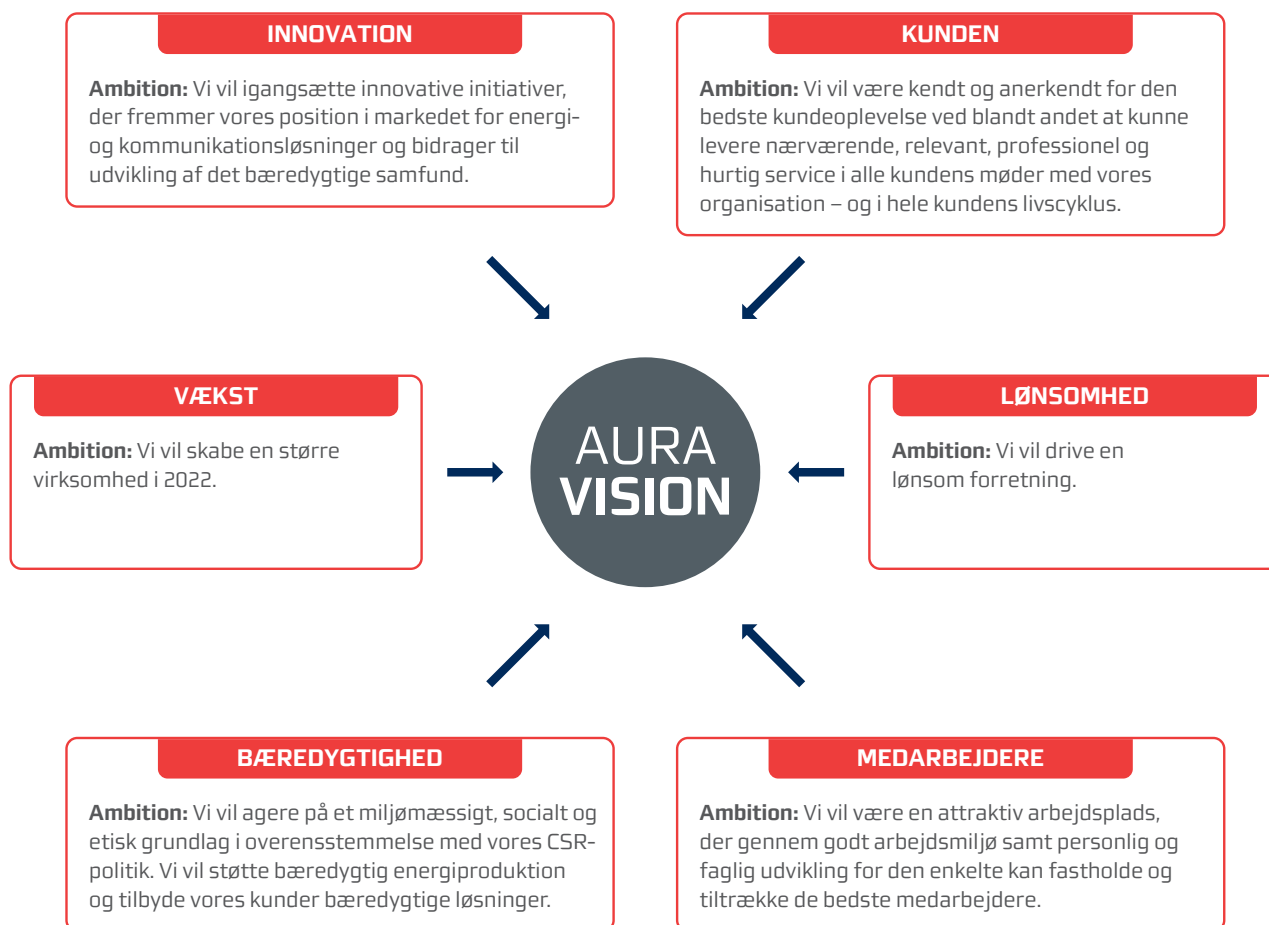 INNOVATION
Ambition: Vi vil igangsætte innovative initiativer,
der fremmer vores position i markedet for energi-
og kommunikationsløsninger og bidrager til
udvikling af det bæredygtige samfund.
KUNDEN
Ambition: Vi vil være kendt og anerkendt for den
bedste kundeoplevelse ved blandt andet at kunne
levere nærværende, relevant, professionel og
hurtig service i alle kundens møder med vores
organisation – og i hele kundens livscyklus.
VÆKST
Ambition: Vi vil skabe en større
virksomhed i 2022.
AURA
VISION
LØNSOMHED
Ambition: Vi vil drive en
lønsom forretning.
BÆREDYGTIGHED
Ambition: Vi vil agere på et miljømæssigt, socialt og
etisk grundlag i overensstemmelse med vores CSR-
politik. Vi vil støtte bæredygtig energiproduktion
og tilbyde vores kunder bæredygtige løsninger.
MEDARBEJDERE
Ambition: Vi vil være en attraktiv arbejdsplads,
der gennem godt arbejdsmiljø samt personlig og
faglig udvikling for den enkelte kan fastholde og
tiltrække de bedste medarbejdere.